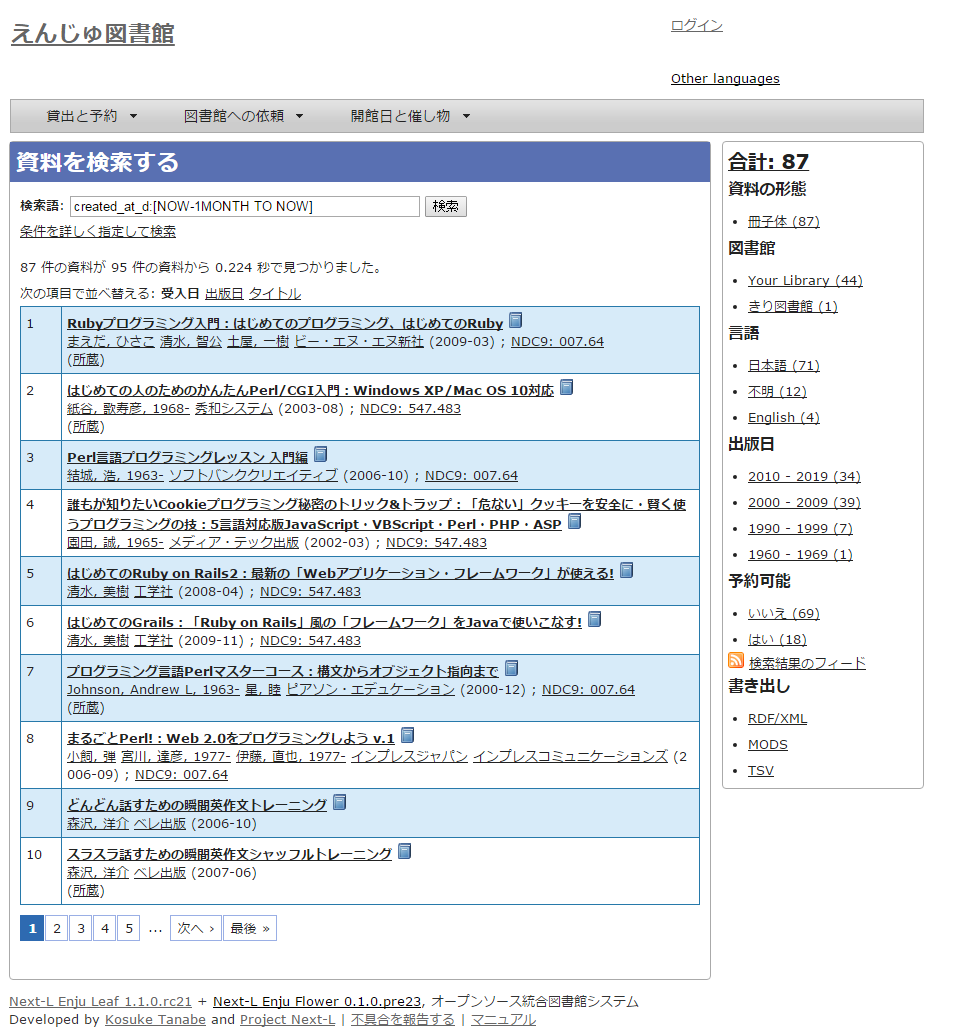 えんじゅ図書館
ログイン
Other languages
貸出と予約 図書館への依頼 開館日と催し物
資料を検索する
検索語: created_at_d:[NOW-1MONTH TO NOW] 検索
条件を詳しく指定して検索
87 件の資料が 95 件の資料から 0.224 秒で見つかりました。
次の項目で並べ替える: 受入日 出版日 タイトル
1 Rubyプログラミング入門 : はじめてのプログラミング、はじめてのRuby
まえだ, ひさこ 清水, 智公 土屋, 一樹 ビー・エヌ・エヌ新社 (2009-03) ; NDC9: 007.64
(所蔵)
2 はじめての人のためのかんたんPerl/CGI入門 : Windows XP/Mac OS 10対応
紙谷, 歌寿彦, 1968- 秀和システム (2003-08) ; NDC9: 547.483
(所蔵)
3 Perl言語プログラミングレッスン 入門編
結城, 浩, 1963- ソフトバンククリエイティブ (2006-10) ; NDC9: 007.64
4 誰もが知りたいCookieプログラミング秘密のトリック&トラップ : 「危ない」クッキーを安全に・賢く使
うプログラミングの技 : 5言語対応版JavaScript・VBScript・Perl・PHP・ASP
園田, 誠, 1965- メディア・テック出版 (2002-03) ; NDC9: 547.483
5 はじめてのRuby on Rails2 : 最新の「Webアプリケーション・フレームワーク」が使える!
清水, 美樹 工学社 (2008-04) ; NDC9: 547.483
6 はじめてのGrails : 「Ruby on Rails」風の「フレームワーク」をJavaで使いこなす!
清水, 美樹 工学社 (2009-11) ; NDC9: 547.483
7 プログラミング言語Perlマスターコース : 構文からオブジェクト指向まで
Johnson, Andrew L, 1963- 星, 睦 ピアソン・エデュケーション (2000-12) ; NDC9: 007.64
(所蔵)
8 まるごとPerl! : Web 2.0をプログラミングしよう v.1
小飼, 弾 宮川, 達彦, 1977- 伊藤, 直也, 1977- インプレスジャパン インプレスコミュニケーションズ (2
006-09) ; NDC9: 007.64
9 どんどん話すための瞬間英作文トレーニング
森沢, 洋介 ベレ出版 (2006-10)
10 スラスラ話すための瞬間英作文シャッフルトレーニング
森沢, 洋介 ベレ出版 (2007-06)
(所蔵)
1 2 3 4 5 … 次へ › 最後 »
合計: 87
資料の形態
冊子体 (87)
図書館
Your Library (44)
きり図書館 (1)
言語
日本語 (71)
不明 (12)
English (4)
出版日
2010 - 2019 (34)
2000 - 2009 (39)
1990 - 1999 (7)
1960 - 1969 (1)
予約可能
いいえ (69)
はい (18)
検索結果のフィード
書き出し
RDF/XML
MODS
TSV
Next-L Enju Leaf 1.1.0.rc21 + Next-L Enju Flower 0.1.0.pre23, オープンソース統合図書館システム
Developed by Kosuke Tanabe and Project Next-L | 不具合を報告する | マニュアル